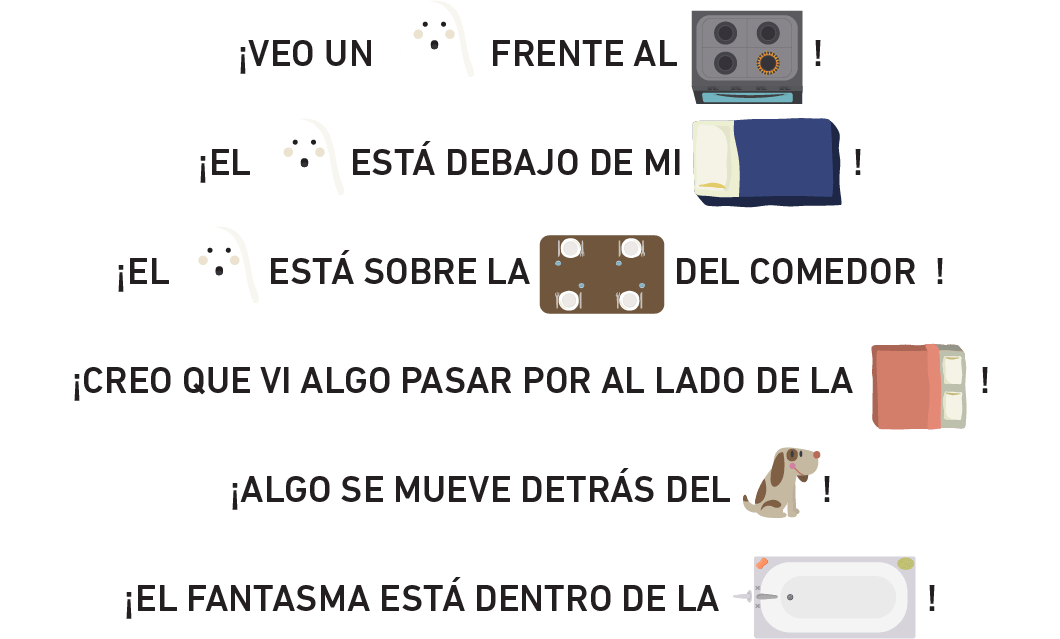 ¡VEO UN FRENTE AL !
¡EL ESTÁ DEBAJO DE MI !
¡EL ESTÁ SOBRE LA DEL COMEDOR !
¡CREO QUE VI ALGO PASAR POR AL LADO DE LA !
¡ALGO SE MUEVE DETRÁS DEL !
¡EL FANTASMA ESTÁ DENTRO DE LA !